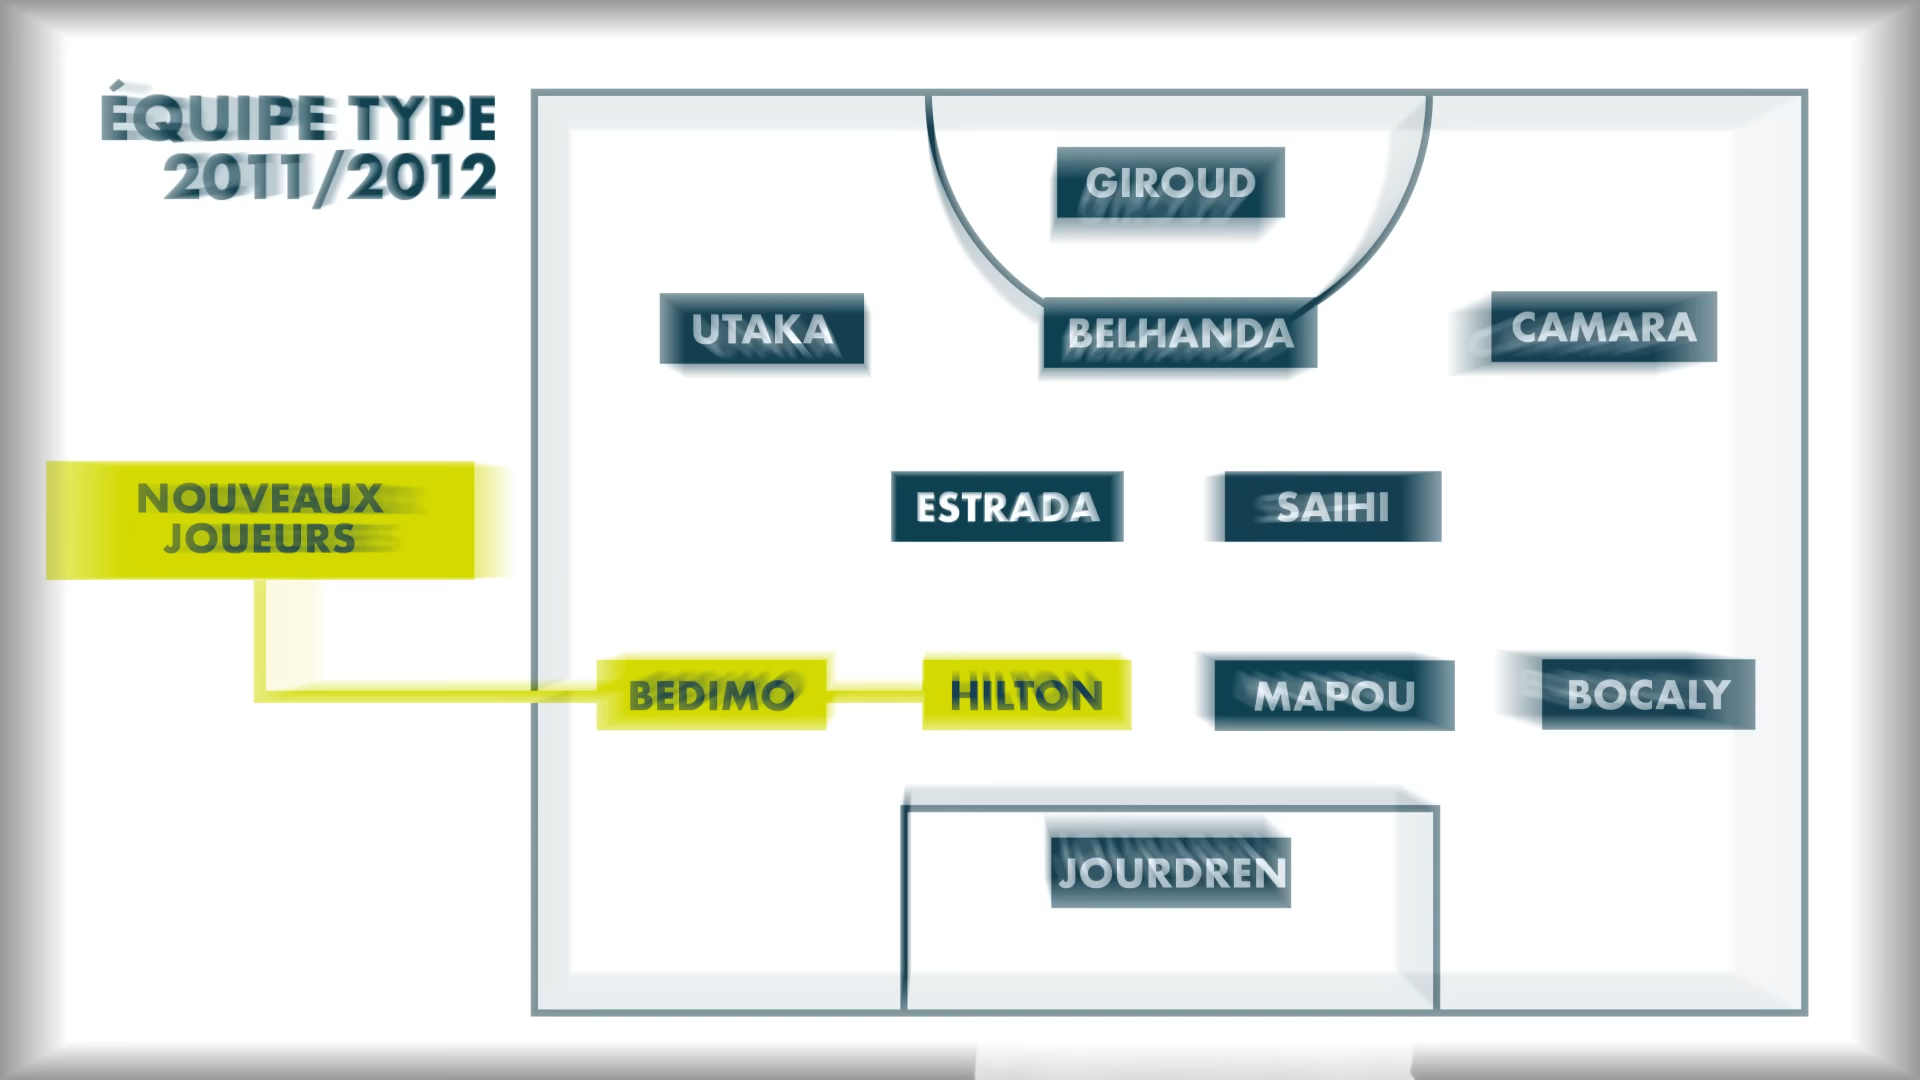 ÉQUIPE TYPE
2011/2012
GIROUD
UTAKA
BELHANDA
CAMARA
NOUVEAUX
JOUEURS
ESTRADA
SAIHI
BEDIMO
HILTON
MAPOU
BOCALY
JOURDREN